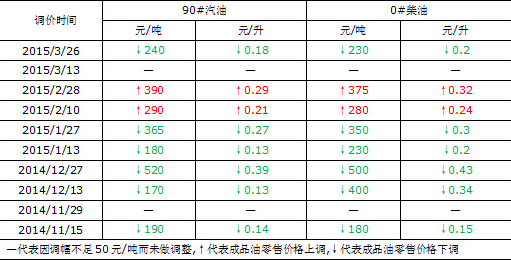 调价时间 90#汽油 0#柴油
元/吨 元/升 元/吨 元/升
2015/3/26 ↓240 ↓0.18 ↓230 ↓0.2
2015/3/13 — — — —
2015/2/28 ↑390 ↑0.29 ↑375 ↑0.32
2015/2/10 ↑290 ↑0.21 ↑280 ↑0.24
2015/1/27 ↓365 ↓0.27 ↓350 ↓0.3
2015/1/13 ↓180 ↓0.13 ↓230 ↓0.2
2014/12/27 ↓520 ↓0.39 ↓500 ↓0.43
2014/12/13 ↓170 ↓0.13 ↓400 ↓0.34
2014/11/29 — — — —
2014/11/15 ↓190 ↓0.14 ↓180 ↓0.15
一代表因调幅不足50元/吨而未做调整,↑代表成品油零售价格上调,↓代表成品油零售价格下调